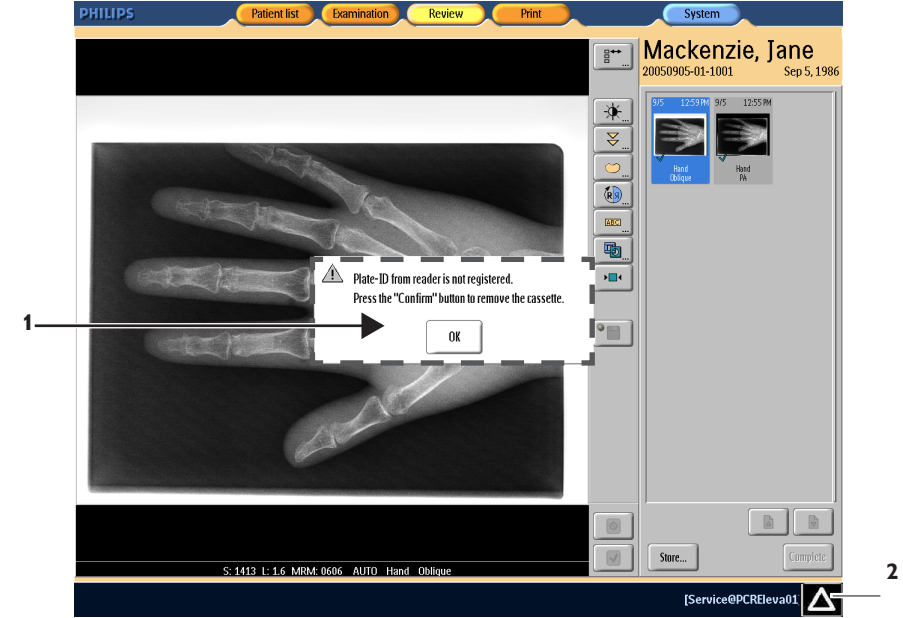 PHILIPS
Patient list
Examination
Review
Print
System
Mackenzie, Jane
20050905-01-1001
Sep 5, 1986
9/5 12:59 PM
Hand
Oblique
9/5 12:55 PM
Hand
PA
ABC
Plate-ID from reader is not registered.
Press the "Confirm" button to remove the cassette.
OK
1
S: 1413 L: 1.6 MRM: 0606 AUTO Hand Oblique
Store...
Complete
[Service@PCREleva01
2